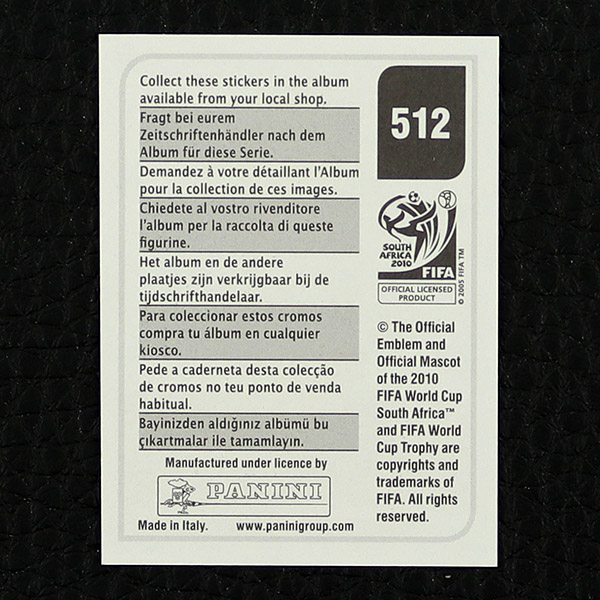 Collect these stickers in the album
available from your local shop.
Fragt bei eurem
Zeitschriftenhändler nach dem
Album für diese Serie.
Demandez à votre détaillant l'Album
pour la collection de ces images.
Chiedete al vostro rivenditore
l'album per la raccolta di queste
figurine.
Het album en de andere
plaatjes zijn verkrijgbaar bij de
tijdschrifthandelaar.
Para coleccionar estos cromos
compra tu álbum en cualquier
kiosco.
Pede a caderneta desta colecção
de cromos no teu ponto de venda
habitual.
Bayinizden aldığınız albümü bu
çıkartmalar ile tamamlayın.
Manufactured under licence by
PANINI
Made in Italy. www.paninigroup.com
512
SOUTH
AFRICA
2010
FIFA
OFFICIAL LICENSED
PRODUCT
© 2005 FIFA TM
© The Official
Emblem and
Official Mascot
of the 2010
FIFA World Cup
South Africa™
and FIFA World
Cup Trophy are
copyrights and
trademarks of
FIFA. All rights
reserved.